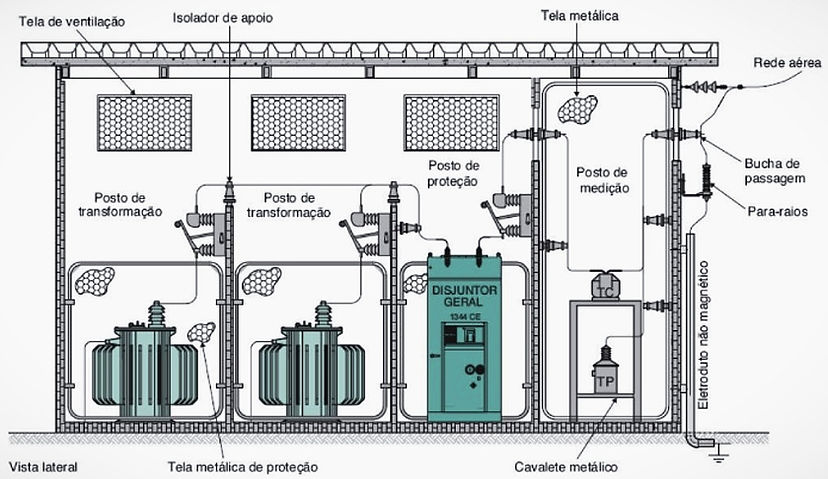 Tela de ventilação
Isolador de apoio
Tela metálica
Rede aérea
Posto de
transformação
Posto de
transformação
Posto de
proteção
Posto de
medição
Bucha de
passagem
Para-raios
DISJUNTOR
GERAL
1344 CE
TC
TP
Eletroduto não magnético
Vista lateral
Tela metálica de proteção
Cavalete metálico